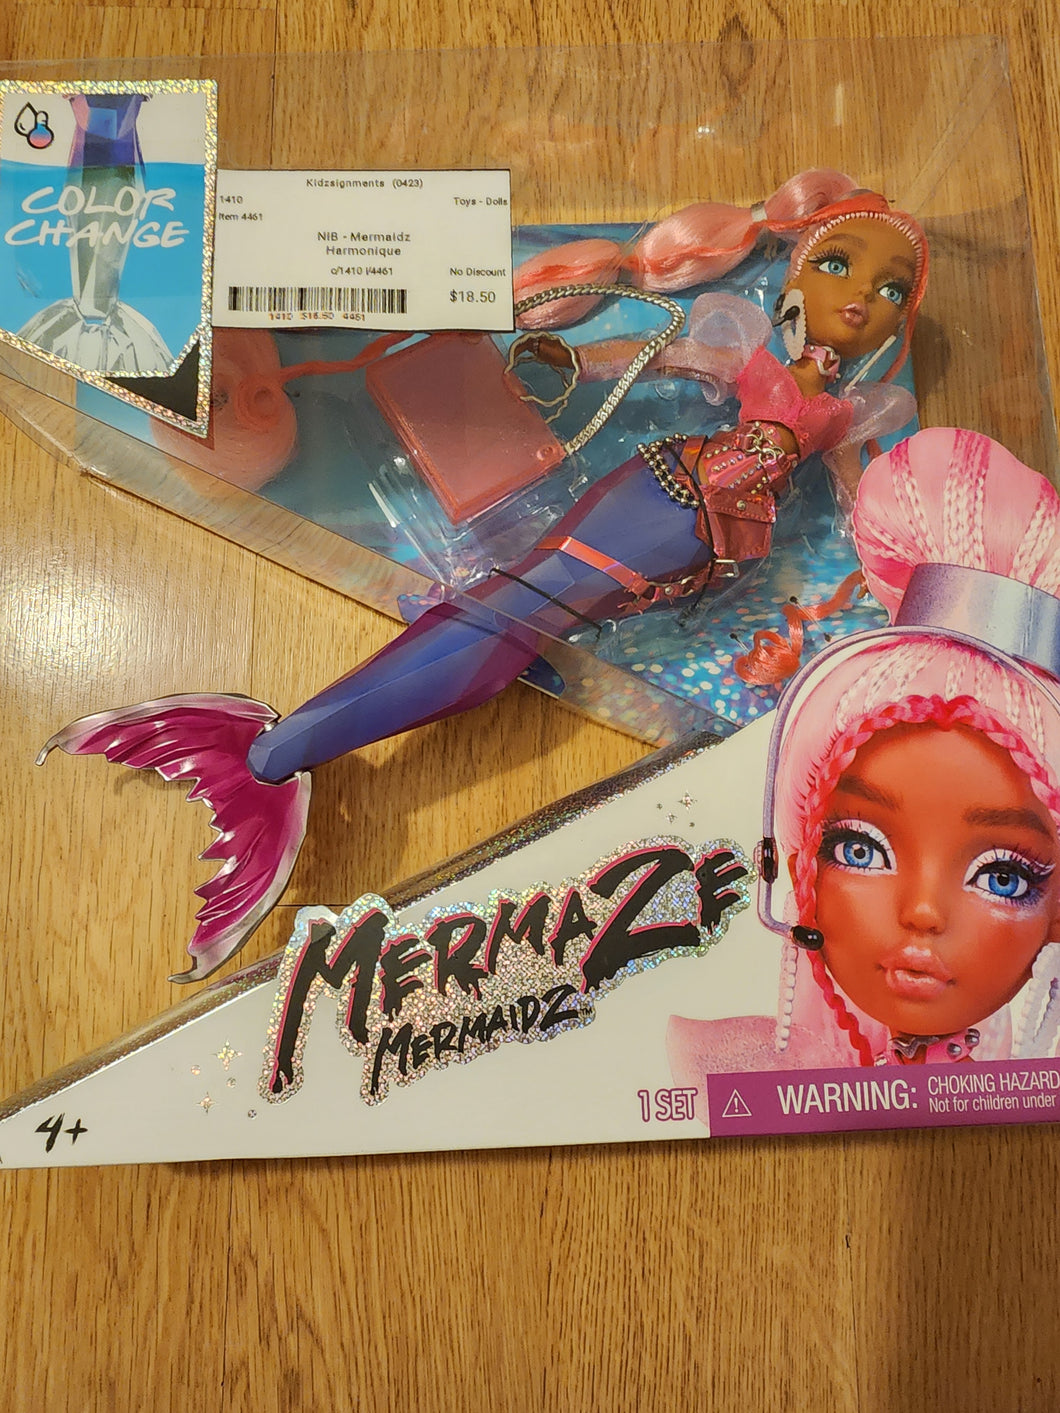 COLOR
CHANGE
Kidzsignments (0423)
1410 Toys - Dolls
Item 4461
NIB - Mermaidz
Harmonique
c/1410 i/4461 No Discount
$18.50
1410 $18.50 4461
MERMAZE
MERMAIDZ™
4+
1 SET
WARNING: CHOKING HAZARD
Not for children under